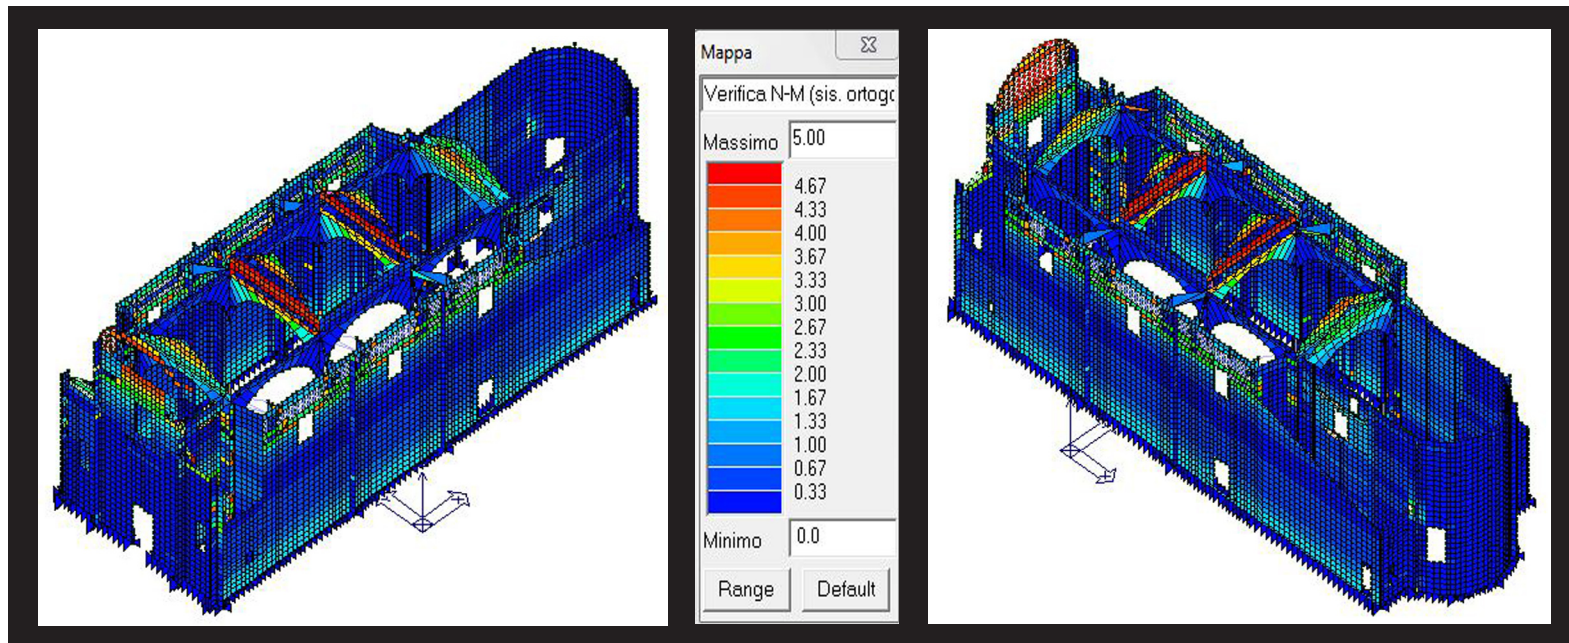 Mappa
Verifica N-M (sis. ortogo
Massimo 5.00
4.67
4.33
4.00
3.67
3.33
3.00
2.67
2.33
2.00
1.67
1.33
1.00
0.67
0.33
Minimo 0.0
Range Default